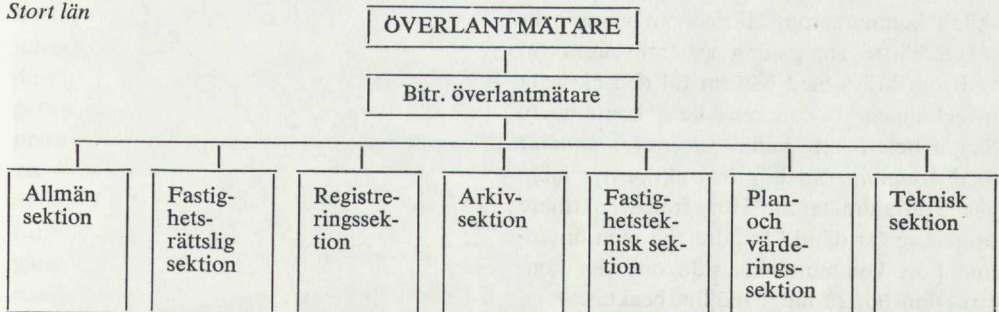 Stort län
ÖVERLANTMÄTARE
Bitr. överlantmätare
Allmän
sektion
Fastig-
hets-
rättslig
sektion
Registre-
ringssek-
tion
Arkiv-
sektion
Fastig-
hetstek-
nisk sek-
tion
Plan-
och
värde-
rings-
sektion
Teknisk
sektion